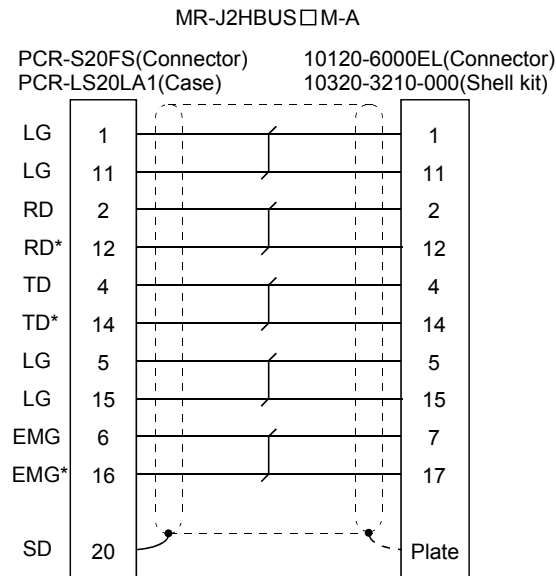 MR-J2HBUS□M-A
PCR-S20FS(Connector) 10120-6000EL(Connector)
PCR-LS20LA1(Case) 10320-3210-000(Shell kit)
LG 1 1
LG 11 11
RD 2 2
RD* 12 12
TD 4 4
TD* 14 14
LG 5 5
LG 15 15
EMG 6 7
EMG* 16 17
SD 20 Plate